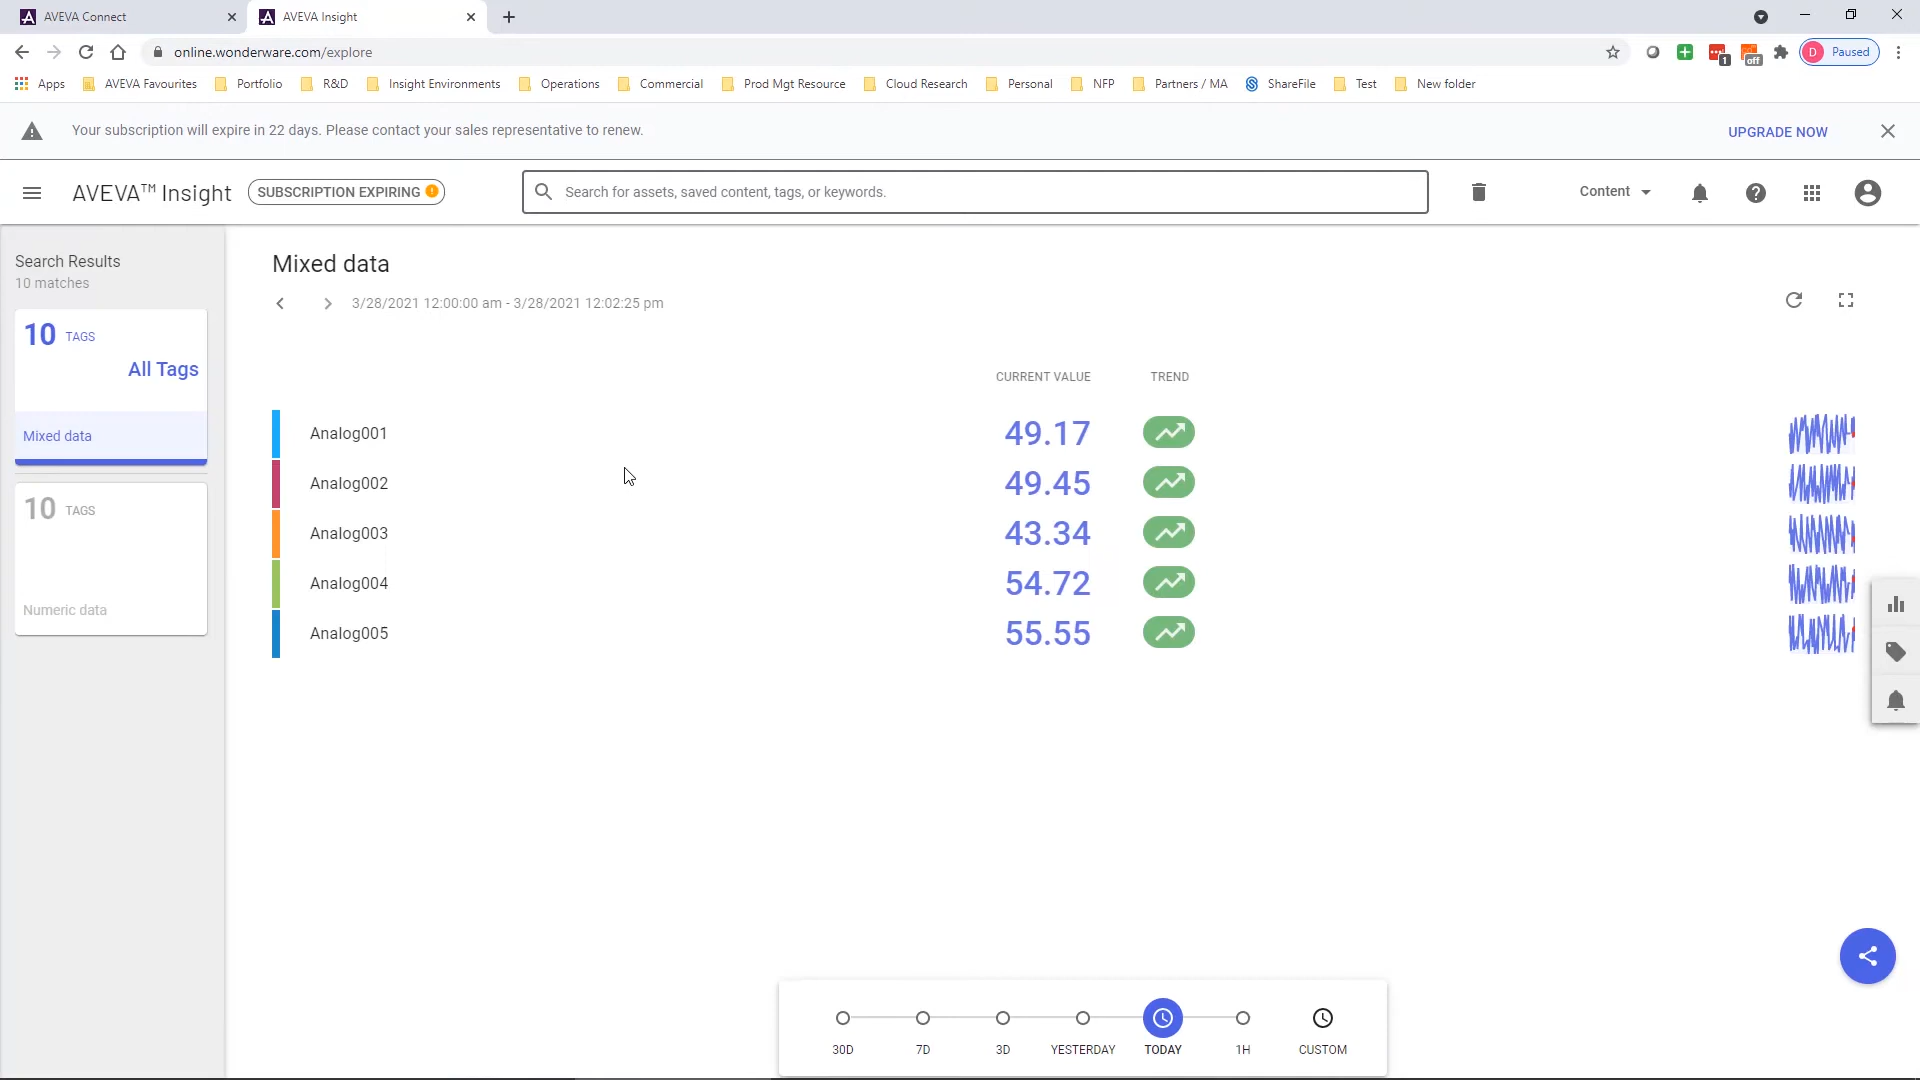 AVEVA Connect
AVEVA Insight
online.wonderware.com/explore
1
off
D Paused
Apps AVEVA Favourites Portfolio R&D Insight Environments Operations Commercial Prod Mgt Resource Cloud Research Personal NFP Partners / MA ShareFile Test New folder
Your subscription will expire in 22 days. Please contact your sales representative to renew.
UPGRADE NOW
AVEVA™ Insight
SUBSCRIPTION EXPIRING
Search for assets, saved content, tags, or keywords.
Content
Search Results
10 matches
10 TAGS
All Tags
Mixed data
10 TAGS
Numeric data
Mixed data
3/28/2021 12:00:00 am - 3/28/2021 12:02:25 pm
CURRENT VALUE TREND
Analog001 49.17
Analog002 49.45
Analog003 43.34
Analog004 54.72
Analog005 55.55
30D 7D 3D YESTERDAY TODAY 1H CUSTOM